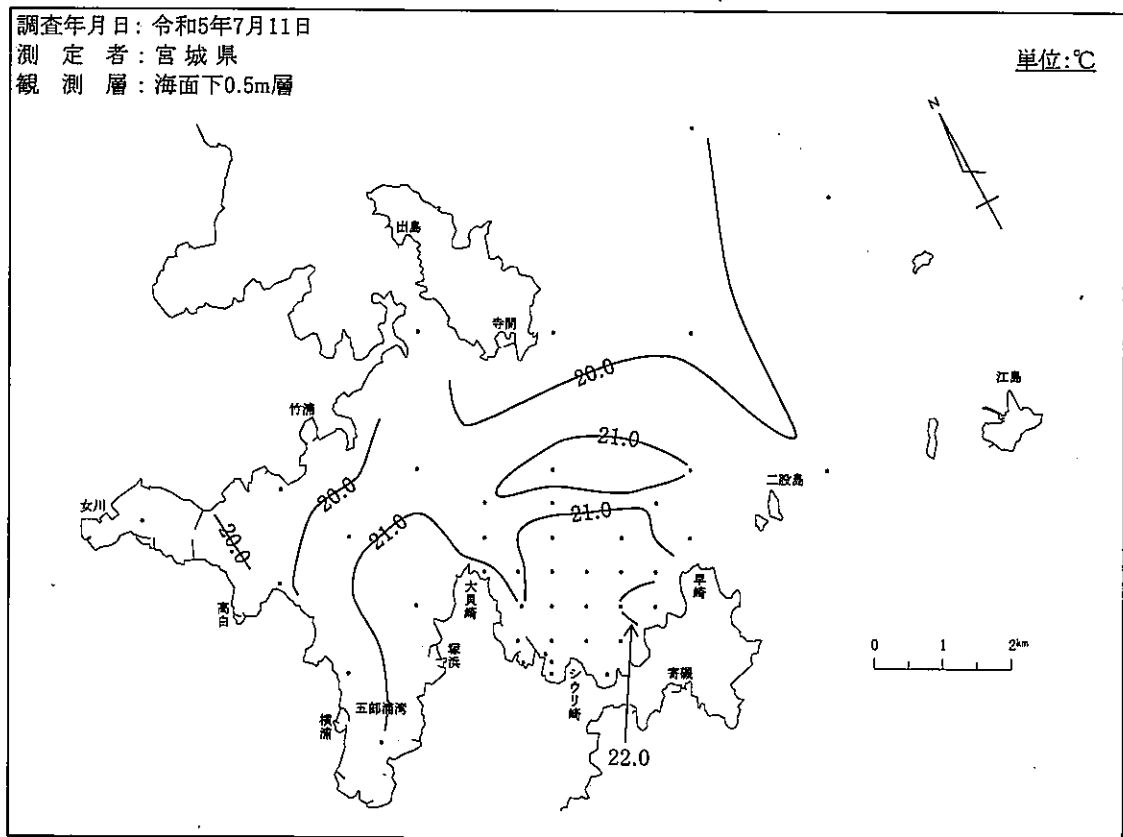 調査年月日：令和5年7月11日
測定者：宮城県
観測層：海面下0.5m層
単位:℃
N
出島
寺間
20.0
江島
竹浦
21.0
二股島
女川
20.0
21.0
21.0
20.0
早崎
大貝崎
高白
0 1 2km
塚浜
シウリ崎
寄磯
五部浦湾
横浦
22.0